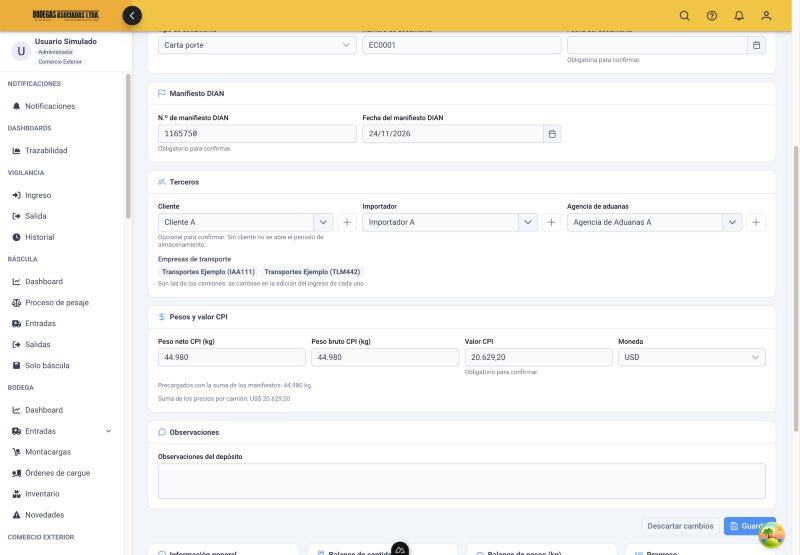 BODEGAS ASOCIADAS LTDA.
U
Usuario Simulado
Administrador
Comercio Exterior
NOTIFICACIONES
Notificaciones
DASHBOARDS
Trazabilidad
VIGILANCIA
Ingreso
Salida
Historial
BÁSCULA
Dashboard
Proceso de pesaje
Entradas
Salidas
Solo báscula
BODEGA
Dashboard
Entradas
Montacargas
Órdenes de cargue
Inventario
Novedades
COMERCIO EXTERIOR
Carta porte
EC0001
Obligatoria para confirmar.
Manifiesto DIAN
N.º de manifiesto DIAN
Fecha del manifiesto DIAN
1165750
24/11/2026
Obligatorio para confirmar.
Terceros
Cliente
Importador
Agencia de aduanas
Cliente A
Importador A
Agencia de Aduanas A
Opcional para confirmar. Sin cliente no se abre el periodo de
almacenamiento.
Empresas de transporte
Transportes Ejemplo (IAA111)
Transportes Ejemplo (TLM442)
Son las de los camiones: se cambian en la edición del ingreso de cada uno.
Pesos y valor CPI
Peso neto CPI (kg)
Peso bruto CPI (kg)
Valor CPI
Moneda
44.980
44.980
20.629,20
USD
Obligatorio para confirmar.
Precargados con la suma de los manifiestos: 44.980 kg.
Suma de los precios por camión: US$ 20.629,20
Observaciones
Observaciones del depósito
Descartar cambios
Información general
Balance de pesos (kg)
Progreso